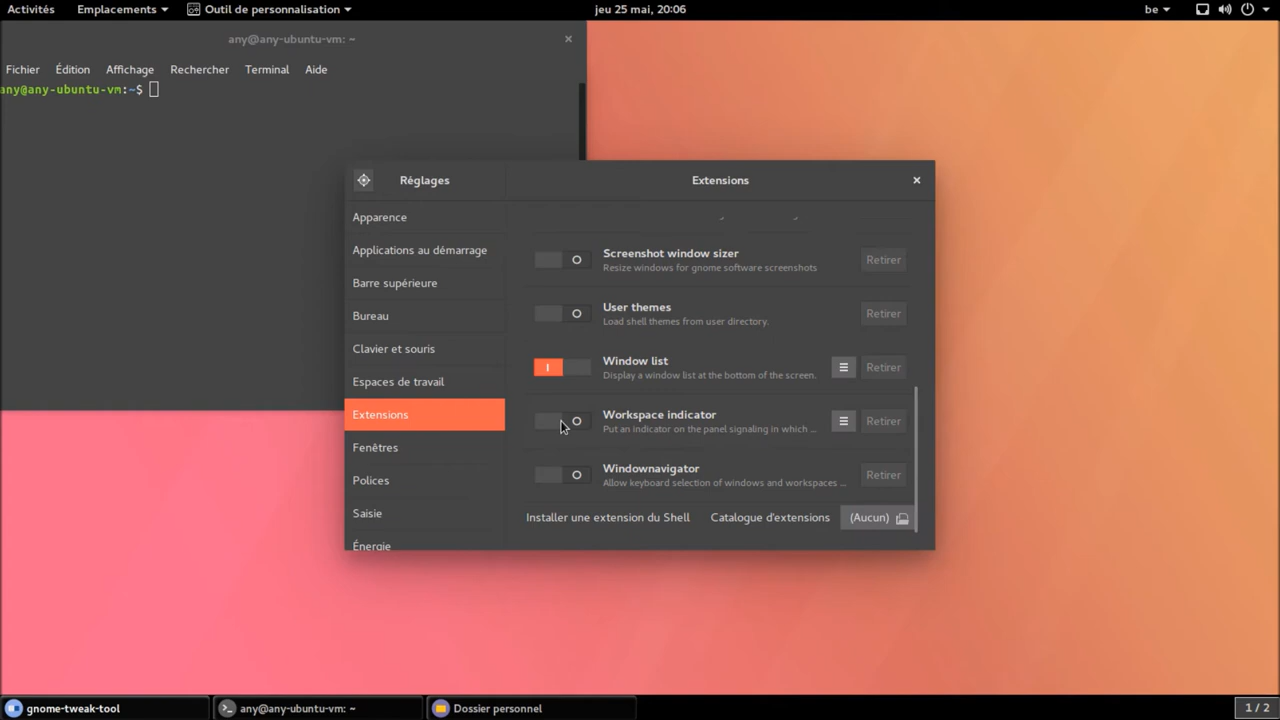 Activités Emplacements Outil de personnalisation jeu 25 mai, 20:06 be
any@any-ubuntu-vm: ~
Fichier Édition Affichage Rechercher Terminal Aide
any@any-ubuntu-vm:~$
Réglages
Extensions
Apparence
Applications au démarrage
Barre supérieure
Bureau
Clavier et souris
Espaces de travail
Extensions
Fenêtres
Polices
Saisie
Énergie
Screenshot window sizer
Resize windows for gnome software screenshots
Retirer
User themes
Load shell themes from user directory.
Retirer
Window list
Display a window list at the bottom of the screen.
Retirer
Workspace indicator
Put an indicator on the panel signaling in which ...
Retirer
Windownavigator
Allow keyboard selection of windows and workspaces ...
Retirer
Installer une extension du Shell Catalogue d'extensions (Aucun)
gnome-tweak-tool any@any-ubuntu-vm: ~ Dossier personnel 1 / 2